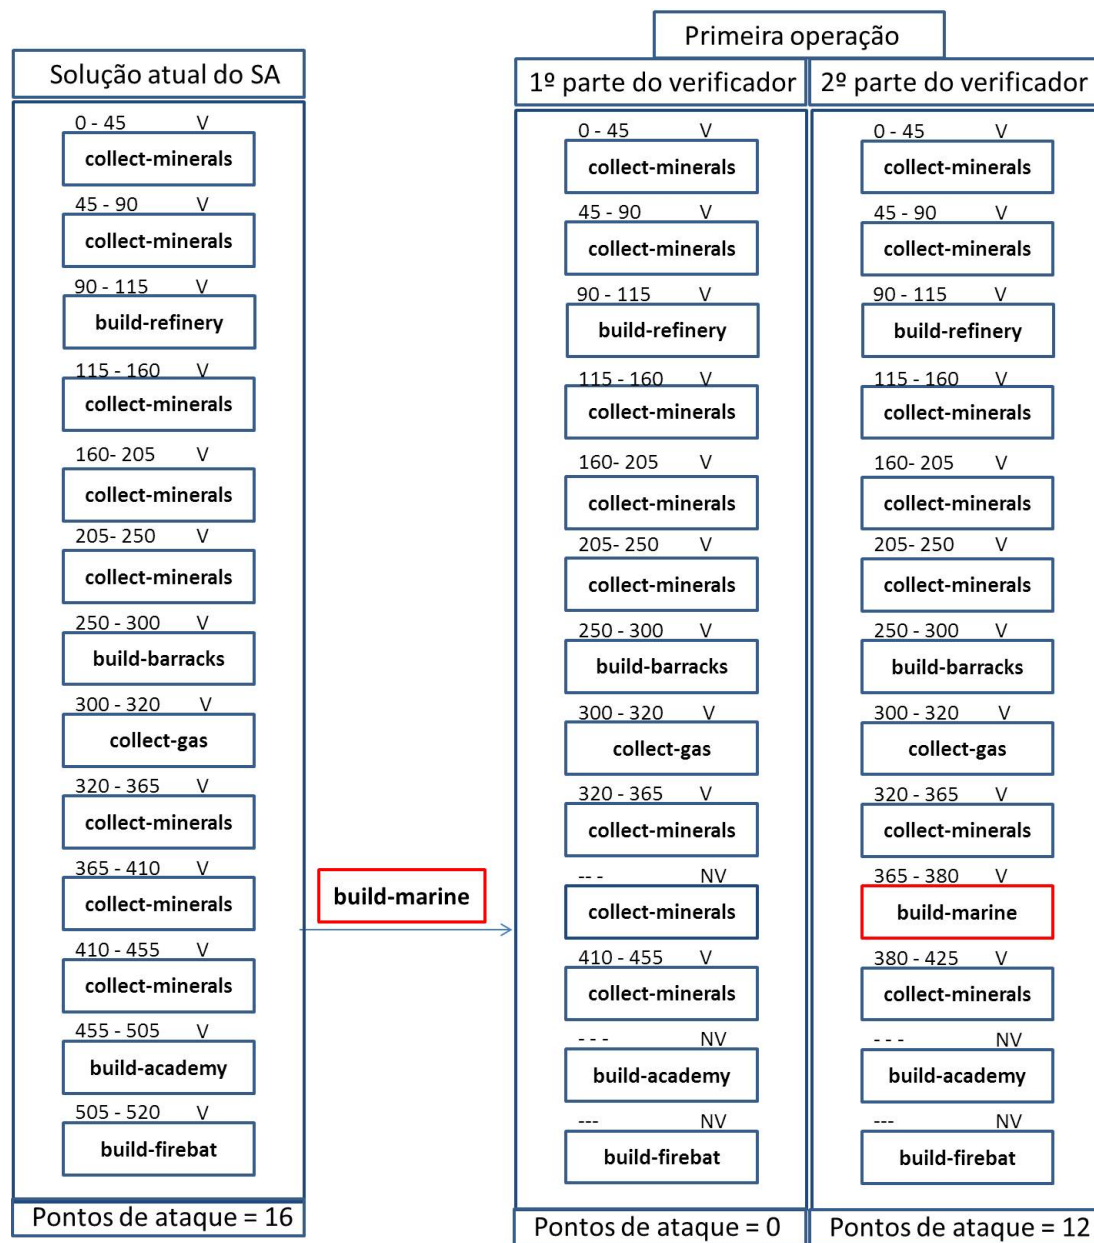 Primeira operação
Solução atual do SA
0 - 45 V
collect-minerals
45 - 90 V
collect-minerals
90 - 115 V
build-refinery
115 - 160 V
collect-minerals
160- 205 V
collect-minerals
205 - 250 V
collect-minerals
250 - 300 V
build-barracks
300 - 320 V
collect-gas
320 - 365 V
collect-minerals
365 - 410 V
collect-minerals
410 - 455 V
collect-minerals
455 - 505 V
build-academy
505 - 520 V
build-firebat
Pontos de ataque = 16
build-marine
1º parte do verificador
0 - 45 V
collect-minerals
45 - 90 V
collect-minerals
90 - 115 V
build-refinery
115 - 160 V
collect-minerals
160- 205 V
collect-minerals
205- 250 V
collect-minerals
250 - 300 V
build-barracks
300 - 320 V
collect-gas
320 - 365 V
collect-minerals
-- - NV
collect-minerals
410 - 455 V
collect-minerals
- - - NV
build-academy
--- NV
build-firebat
Pontos de ataque = 0
2º parte do verificador
0 - 45 V
collect-minerals
45 - 90 V
collect-minerals
90 - 115 V
build-refinery
115 - 160 V
collect-minerals
160- 205 V
collect-minerals
205- 250 V
collect-minerals
250 - 300 V
build-barracks
300 - 320 V
collect-gas
320 - 365 V
collect-minerals
365 - 380 V
build-marine
380 - 425 V
collect-minerals
- - - NV
build-academy
--- NV
build-firebat
Pontos de ataque = 12